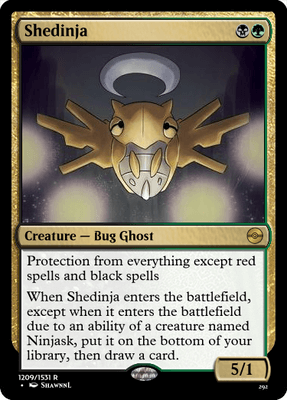 Shedinja
Creature — Bug Ghost
Protection from everything except red
spells and black spells
When Shedinja enters the battlefield,
except when it enters the battlefield
due to an ability of a creature named
Ninjask, put it on the bottom of your
library, then draw a card.
5/1
1209/1531 R
SHAWNNL
292